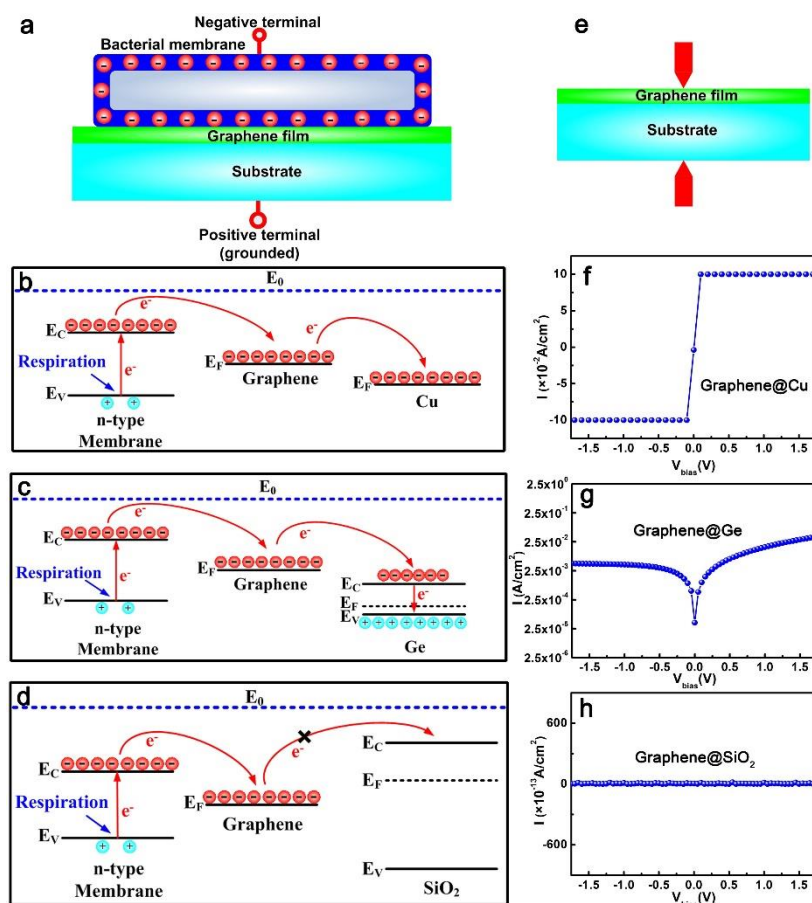 a
Negative terminal
Bacterial membrane
Graphene film
Substrate
Positive terminal
(grounded)
e
Graphene film
Substrate
b
E0
EC
e-
e-
EF
Graphene
Respiration
e-
EF
Cu
EV
n-type
Membrane
f
I (×10-2A/cm2)
10
5
0
-5
-10
Graphene@Cu
-1.5 -1.0 -0.5 0.0 0.5 1.0 1.5
Vbias(V)
c
E0
EC
e-
e-
EF
Graphene
EC
Respiration
e-
e-
EF
EV
EV
n-type
Membrane
Ge
g
I (A/cm2)
2.5x10^0
2.5x10^-1
2.5x10^-2
2.5x10^-3
2.5x10^-4
2.5x10^-5
2.5x10^-6
Graphene@Ge
-1.5 -1.0 -0.5 0.0 0.5 1.0 1.5
Vbias(V)
d
E0
EC
e-
e-
EC
EF
Graphene
EF
Respiration
e-
EV
n-type
Membrane
EV
SiO2
h
I (×10-13A/cm2)
600
0
-600
Graphene@SiO2
-1.5 -1.0 -0.5 0.0 0.5 1.0 1.5